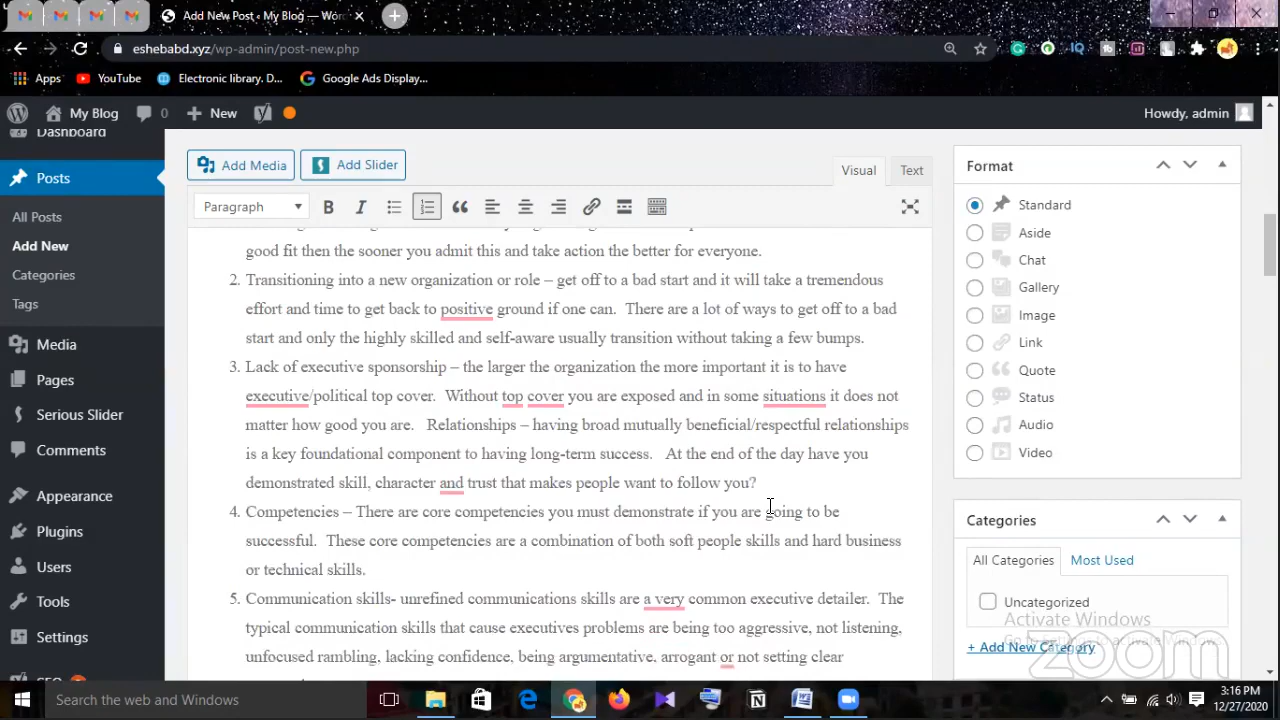 Add New Post ‹ My Blog — Wor
eshebabd.xyz/wp-admin/post-new.php
Apps
YouTube
Electronic library. D...
Google Ads Display...
My Blog
0
New
Howdy, admin
Dashboard
Posts
All Posts
Add New
Categories
Tags
Media
Pages
Serious Slider
Comments
Appearance
Plugins
Users
Tools
Settings
SEO
Add Media
Add Slider
Visual
Text
Paragraph
good fit then the sooner you admit this and take action the better for everyone.
2. Transitioning into a new organization or role – get off to a bad start and it will take a tremendous
effort and time to get back to positive ground if one can. There are a lot of ways to get off to a bad
start and only the highly skilled and self-aware usually transition without taking a few bumps.
3. Lack of executive sponsorship – the larger the organization the more important it is to have
executive/political top cover. Without top cover you are exposed and in some situations it does not
matter how good you are. Relationships – having broad mutually beneficial/respectful relationships
is a key foundational component to having long-term success. At the end of the day have you
demonstrated skill, character and trust that makes people want to follow you?
4. Competencies – There are core competencies you must demonstrate if you are going to be
successful. These core competencies are a combination of both soft people skills and hard business
or technical skills.
5. Communication skills- unrefined communications skills are a very common executive detailer. The
typical communication skills that cause executives problems are being too aggressive, not listening,
unfocused rambling, lacking confidence, being argumentative. arrogant or not setting clear
Format
Standard
Aside
Chat
Gallery
Image
Link
Quote
Status
Audio
Video
Categories
All Categories
Most Used
Uncategorized
Activate Windows
+ Add New Category
zoom
Search the web and Windows
3:16 PM
12/27/2020